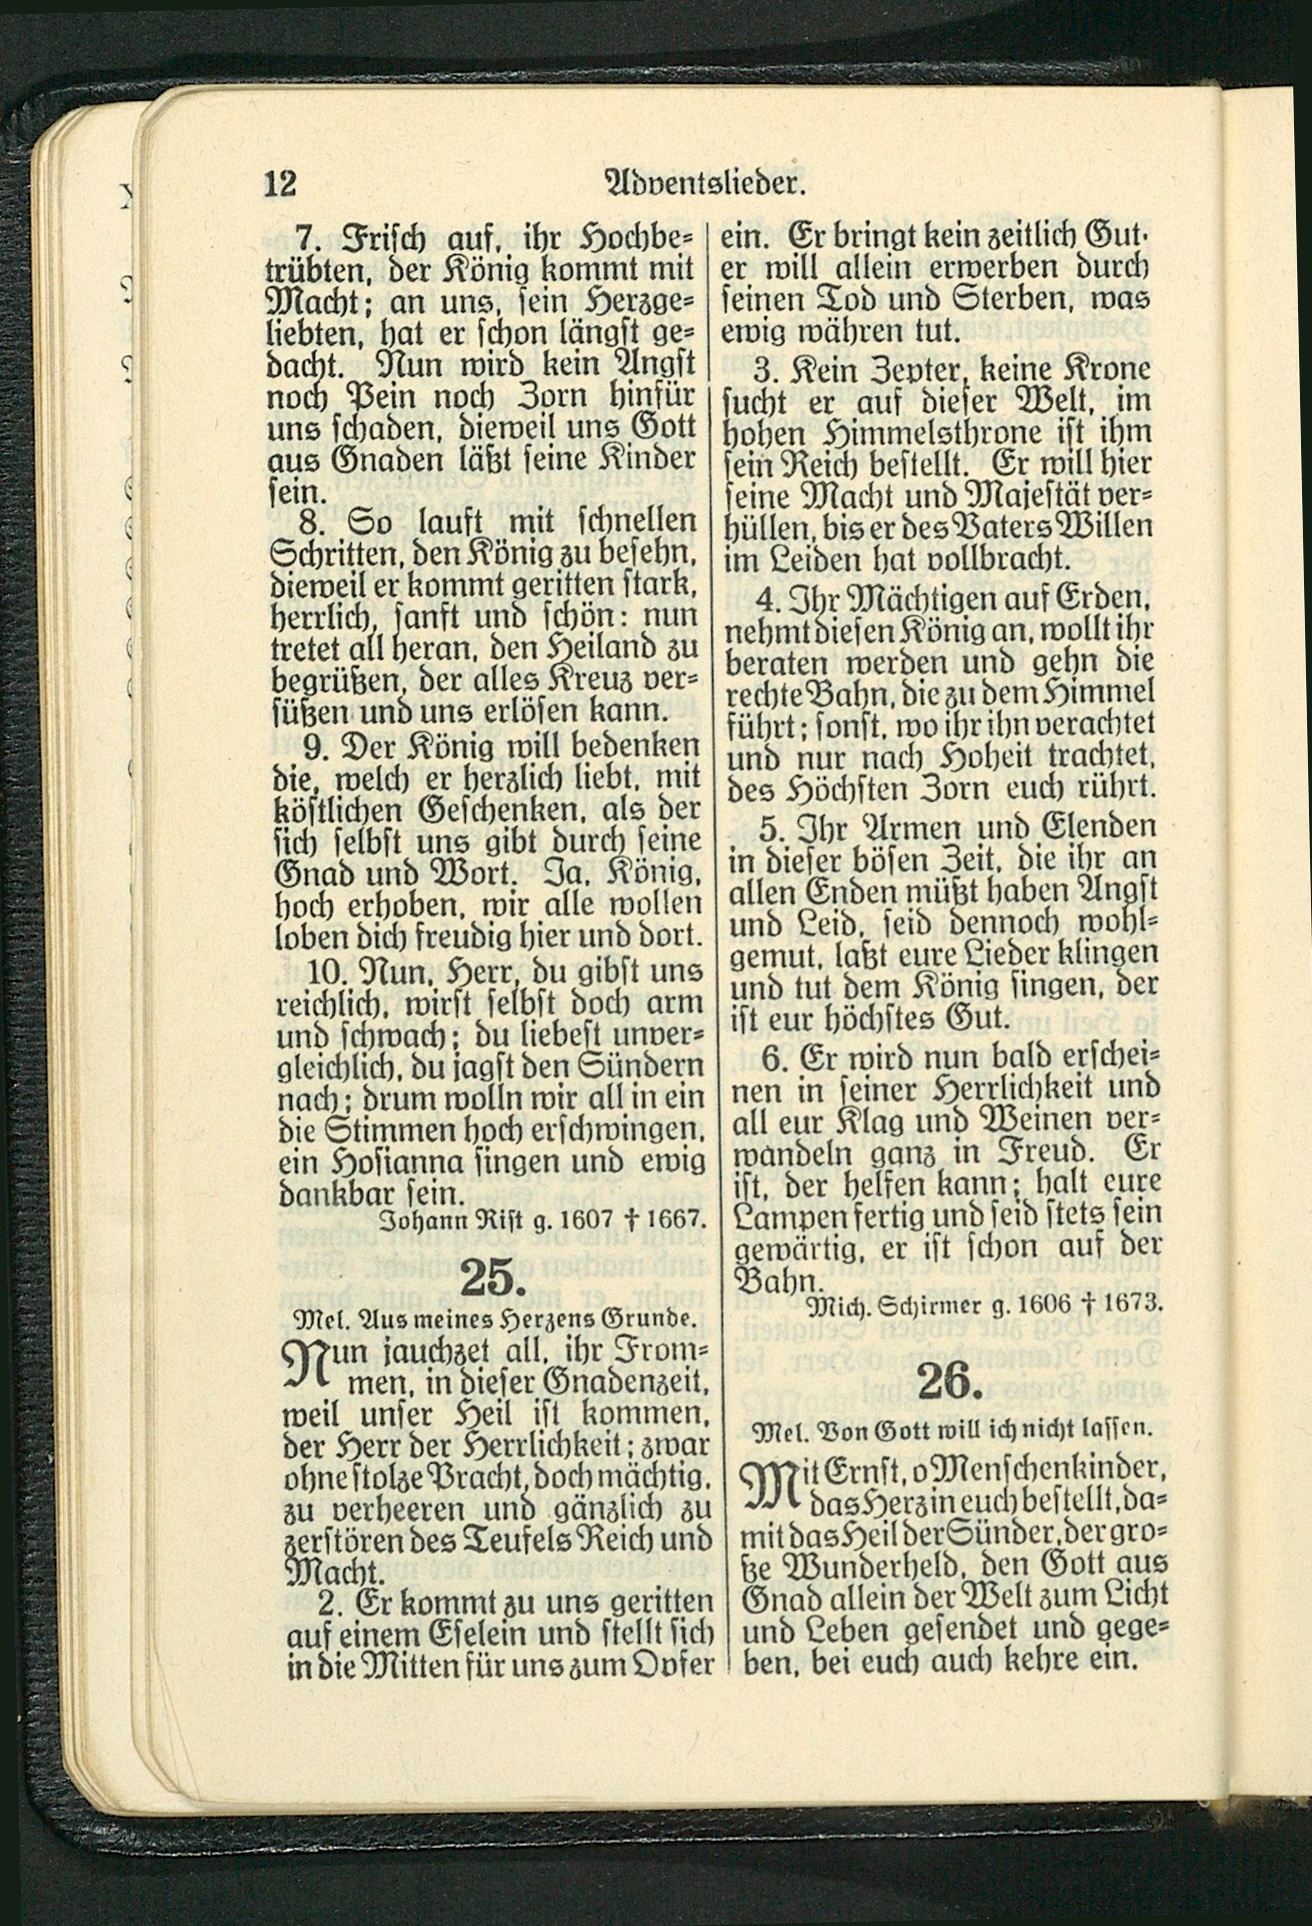 12
Adventslieder.
7. Frisch auf, ihr Hochbe=
trübten, der König kommt mit
Macht; an uns, sein Herzge=
liebten, hat er schon längst ge=
dacht. Nun wird kein Angst
noch Pein noch Zorn hinfür
uns schaden, dieweil uns Gott
aus Gnaden läßt seine Kinder
sein.
8. So lauft mit schnellen
Schritten, den König zu besehn,
dieweil er kommt geritten stark,
herrlich, sanft und schön: nun
tretet all heran, den Heiland zu
begrüßen, der alles Kreuz ver=
süßen und uns erlösen kann.
9. Der König will bedenken
die, welch er herzlich liebt, mit
köstlichen Geschenken, als der
sich selbst uns gibt durch seine
Gnad und Wort. Ja, König,
hoch erhoben, wir alle wollen
loben dich freudig hier und dort.
10. Nun, Herr, du gibst uns
reichlich, wirst selbst doch arm
und schwach; du liebest unver=
gleichlich, du jagst den Sündern
nach; drum wolln wir all in ein
die Stimmen hoch erschwingen,
ein Hosianna singen und ewig
dankbar sein.
Johann Rist g. 1607 † 1667.
25.
Mel. Aus meines Herzens Grunde.
Nun jauchzet all, ihr From=
men, in dieser Gnadenzeit,
weil unser Heil ist kommen,
der Herr der Herrlichkeit; zwar
ohne stolze Pracht, doch mächtig,
zu verheeren und gänzlich zu
zerstören des Teufels Reich und
Macht.
2. Er kommt zu uns geritten
auf einem Eselein und stellt sich
in die Mitten für uns zum Opfer
ein. Er bringt kein zeitlich Gut,
er will allein erwerben durch
seinen Tod und Sterben, was
ewig währen tut.
3. Kein Zepter, keine Krone
sucht er auf dieser Welt, im
hohen Himmelsthrone ist ihm
sein Reich bestellt. Er will hier
seine Macht und Majestät ver=
hüllen, bis er des Vaters Willen
im Leiden hat vollbracht.
4. Ihr Mächtigen auf Erden,
nehmt diesen König an, wollt ihr
beraten werden und gehn die
rechte Bahn, die zu dem Himmel
führt; sonst, wo ihr ihn verachtet
und nur nach Hoheit trachtet,
des Höchsten Zorn euch rührt.
5. Ihr Armen und Elenden
in dieser bösen Zeit, die ihr an
allen Enden müßt haben Angst
und Leid, seid dennoch wohl=
gemut, laßt eure Lieder klingen
und tut dem König singen, der
ist eur höchstes Gut.
6. Er wird nun bald erschei=
nen in seiner Herrlichkeit und
all eur Klag und Weinen ver=
wandeln ganz in Freud. Er
ist, der helfen kann; halt eure
Lampen fertig und seid stets sein
gewärtig, er ist schon auf der
Bahn.
Mich. Schirmer g. 1606 † 1673.
26.
Mel. Von Gott will ich nicht lassen.
Mit Ernst, o Menschenkinder,
das Herz in euch bestellt, da=
mit das Heil der Sünder, der gro=
ße Wunderheld, den Gott aus
Gnad allein der Welt zum Licht
und Leben gesendet und gege=
ben, bei euch auch kehre ein.